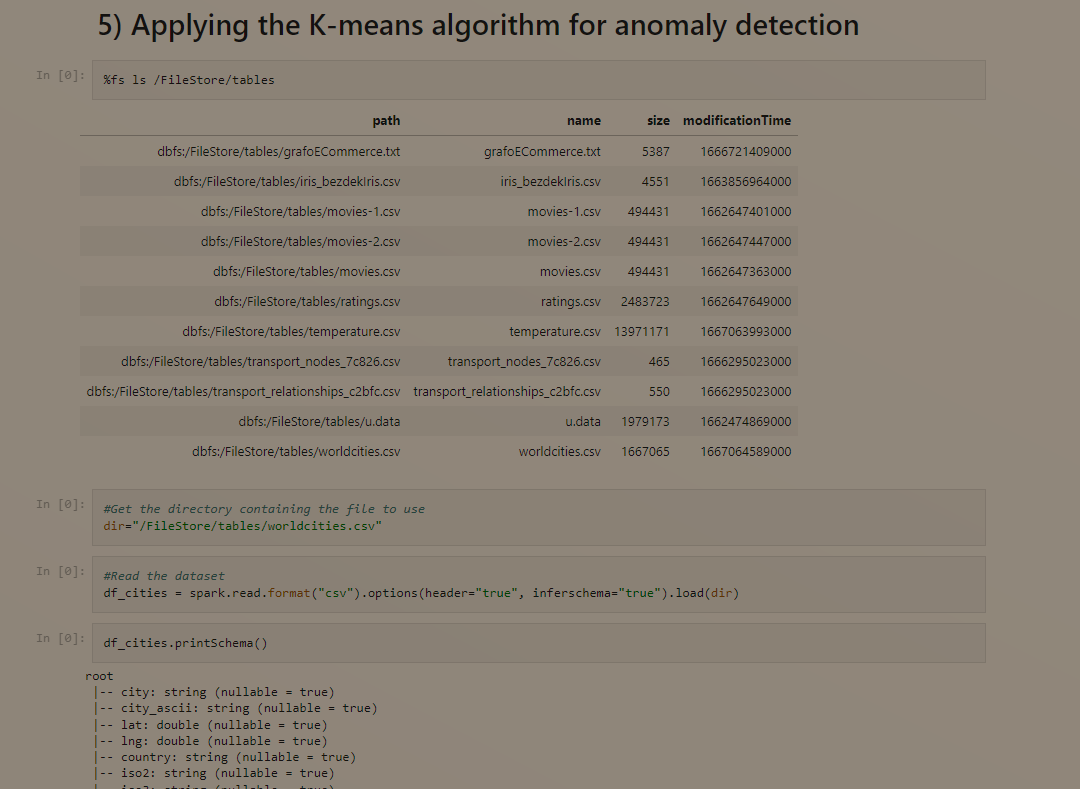 5) Applying the K-means algorithm for anomaly detection
In [0]: %fs ls /FileStore/tables
path name size modificationTime
dbfs:/FileStore/tables/grafoECommerce.txt grafoECommerce.txt 5387 1666721409000
dbfs:/FileStore/tables/iris_bezdekIris.csv iris_bezdekIris.csv 4551 1663856964000
dbfs:/FileStore/tables/movies-1.csv movies-1.csv 494431 1662647401000
dbfs:/FileStore/tables/movies-2.csv movies-2.csv 494431 1662647447000
dbfs:/FileStore/tables/movies.csv movies.csv 494431 1662647363000
dbfs:/FileStore/tables/ratings.csv ratings.csv 2483723 1662647649000
dbfs:/FileStore/tables/temperature.csv temperature.csv 13971171 1667063993000
dbfs:/FileStore/tables/transport_nodes_7c826.csv transport_nodes_7c826.csv 465 1666295023000
dbfs:/FileStore/tables/transport_relationships_c2bfc.csv transport_relationships_c2bfc.csv 550 1666295023000
dbfs:/FileStore/tables/u.data u.data 1979173 1662474869000
dbfs:/FileStore/tables/worldcities.csv worldcities.csv 1667065 1667064589000
In [0]: #Get the directory containing the file to use
dir="/FileStore/tables/worldcities.csv"
In [0]: #Read the dataset
df_cities = spark.read.format("csv").options(header="true", inferschema="true").load(dir)
In [0]: df_cities.printSchema()
root
|-- city: string (nullable = true)
|-- city_ascii: string (nullable = true)
|-- lat: double (nullable = true)
|-- lng: double (nullable = true)
|-- country: string (nullable = true)
|-- iso2: string (nullable = true)